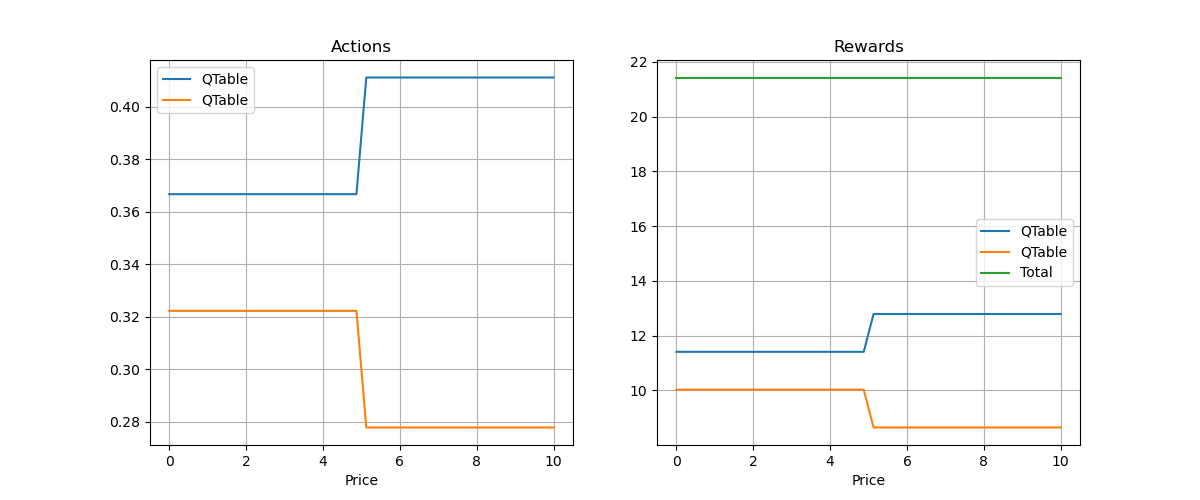 Actions
QTable
QTable
0.40
0.38
0.36
0.34
0.32
0.30
0.28
0 2 4 6 8 10
Price
Rewards
22
20
18
16
14
12
10
QTable
QTable
Total
0 2 4 6 8 10
Price